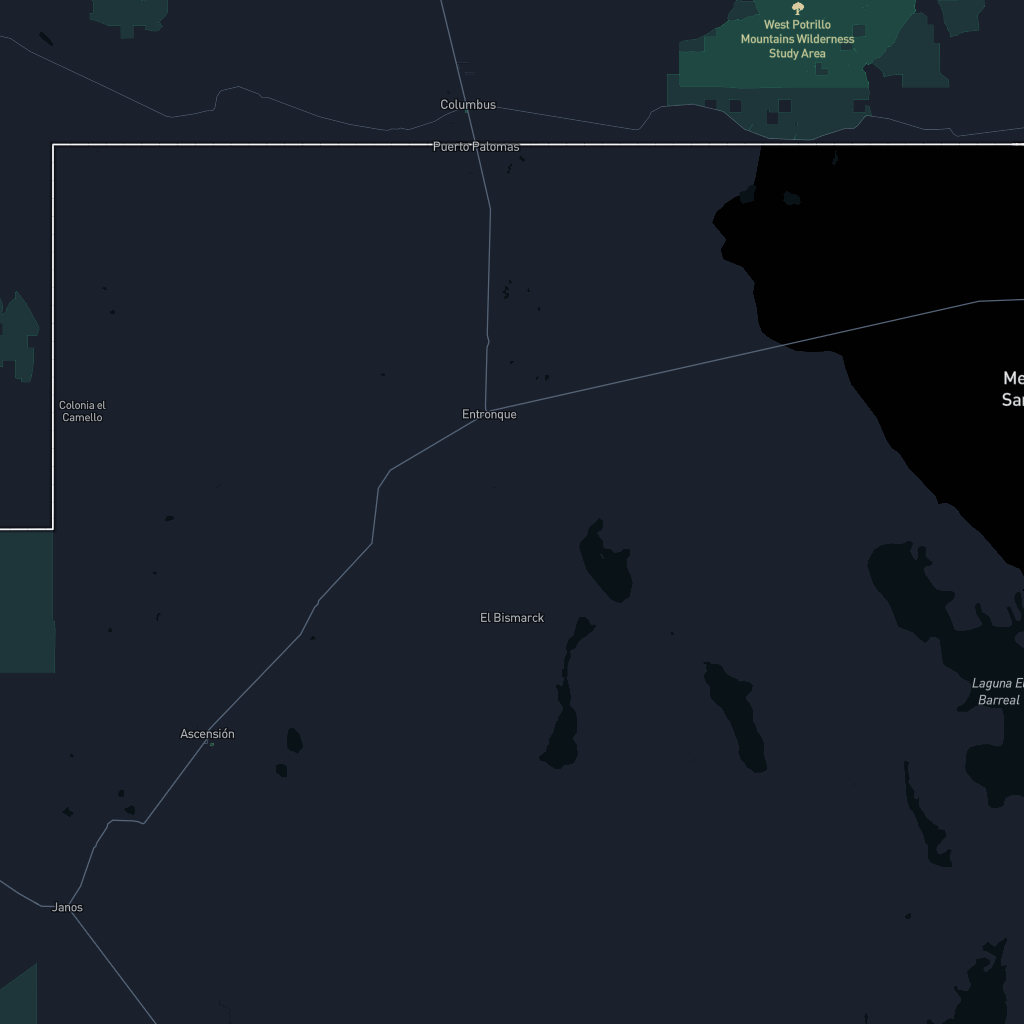 West Potrillo
Mountains Wilderness
Study Area
Columbus
Puerto Palomas
Me
Sa
Colonia el
Camello
Entronque
El Bismarck
Laguna E
Barreal
Ascensión
Janos